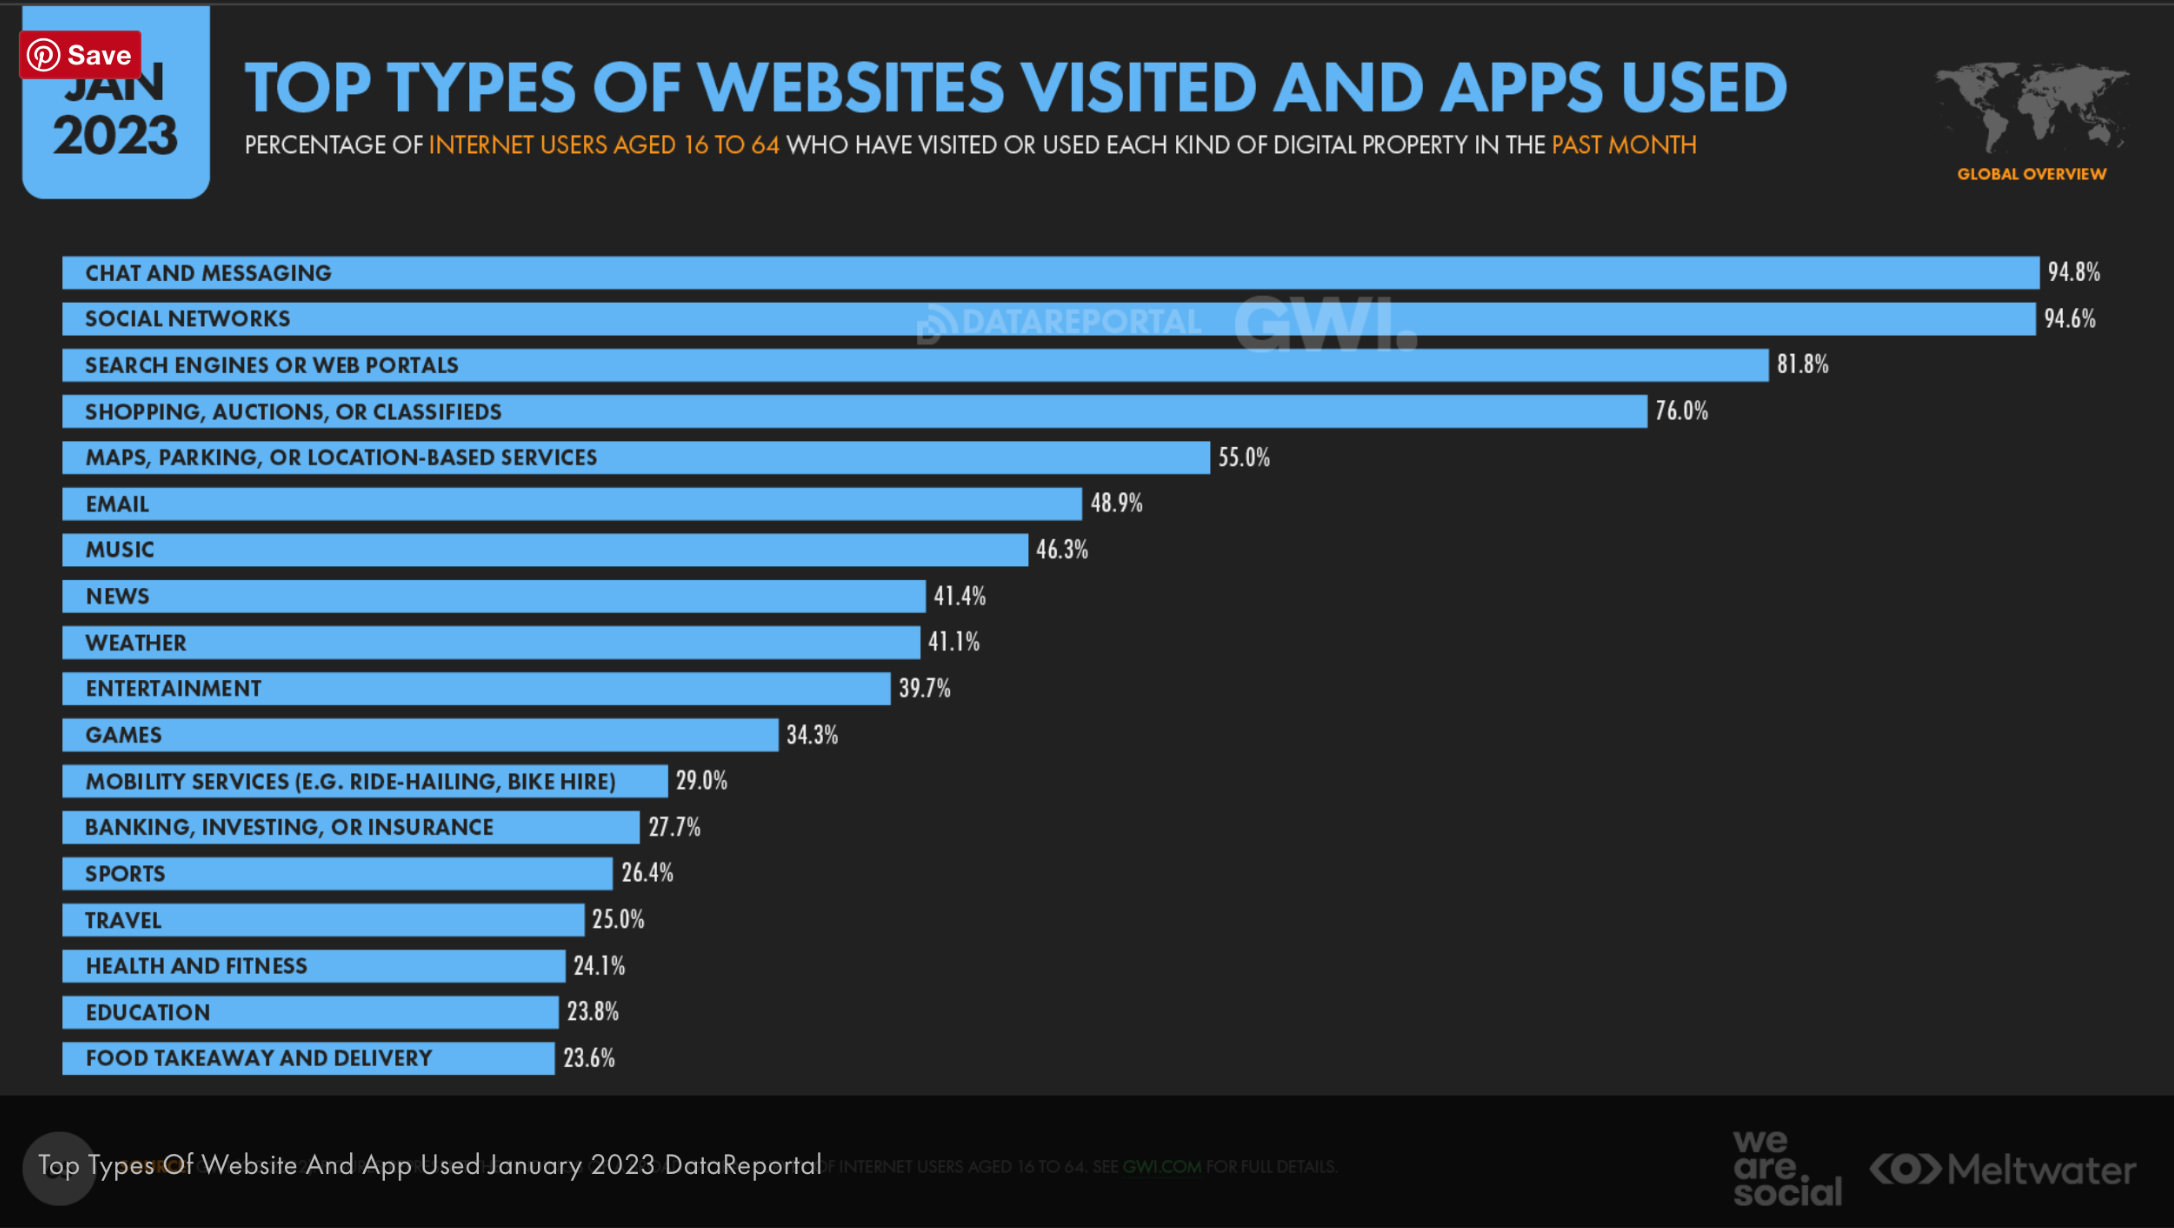 Save
JAN
2023
TOP TYPES OF WEBSITES VISITED AND APPS USED
PERCENTAGE OF INTERNET USERS AGED 16 TO 64 WHO HAVE VISITED OR USED EACH KIND OF DIGITAL PROPERTY IN THE PAST MONTH
GLOBAL OVERVIEW
CHAT AND MESSAGING 94.8%
SOCIAL NETWORKS 94.6%
DATAREPORTAL GWI.
SEARCH ENGINES OR WEB PORTALS 81.8%
SHOPPING, AUCTIONS, OR CLASSIFIEDS 76.0%
MAPS, PARKING, OR LOCATION-BASED SERVICES 55.0%
EMAIL 48.9%
MUSIC 46.3%
NEWS 41.4%
WEATHER 41.1%
ENTERTAINMENT 39.7%
GAMES 34.3%
MOBILITY SERVICES (E.G. RIDE-HAILING, BIKE HIRE) 29.0%
BANKING, INVESTING, OR INSURANCE 27.7%
SPORTS 26.4%
TRAVEL 25.0%
HEALTH AND FITNESS 24.1%
EDUCATION 23.8%
FOOD TAKEAWAY AND DELIVERY 23.6%
Top Types Of Website And App Used January 2023 DataReportal
OF INTERNET USERS AGED 16 TO 64. SEE GWI.COM FOR FULL DETAILS.
we
are
social
Meltwater